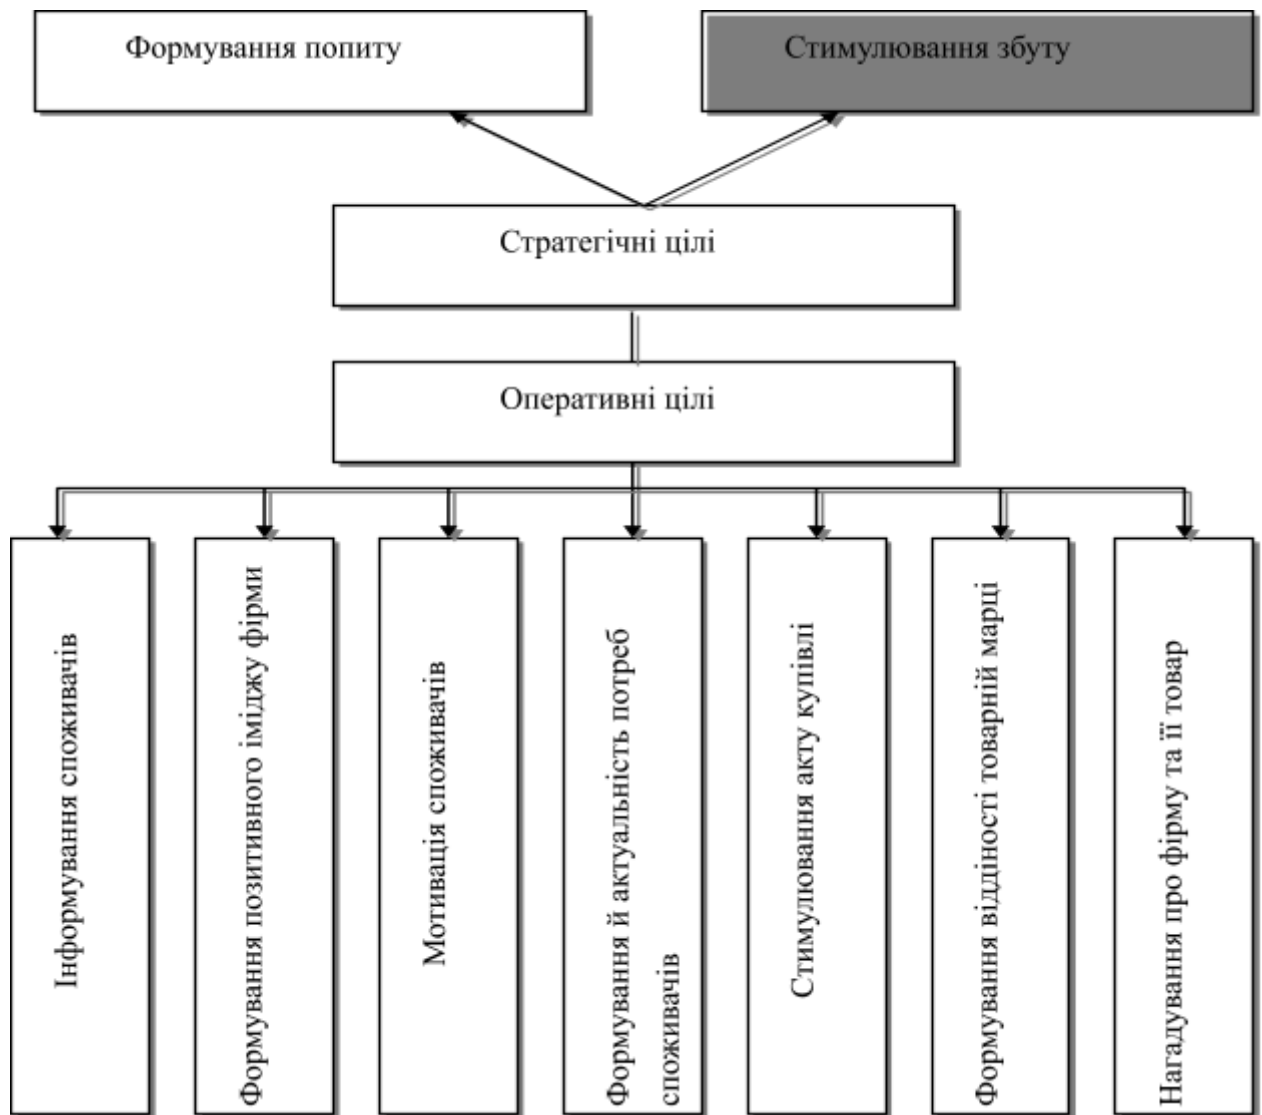 Формування попиту
Стимулювання збуту
Стратегічні цілі
Оперативні цілі
Інформування споживачів
Формування позитивного іміджу фірми
Мотивація споживачів
Формування й актуальність потреб
споживачів
Стимулювання акту купівлі
Формування віддіності товарній марці
Нагадування про фірму та її товар